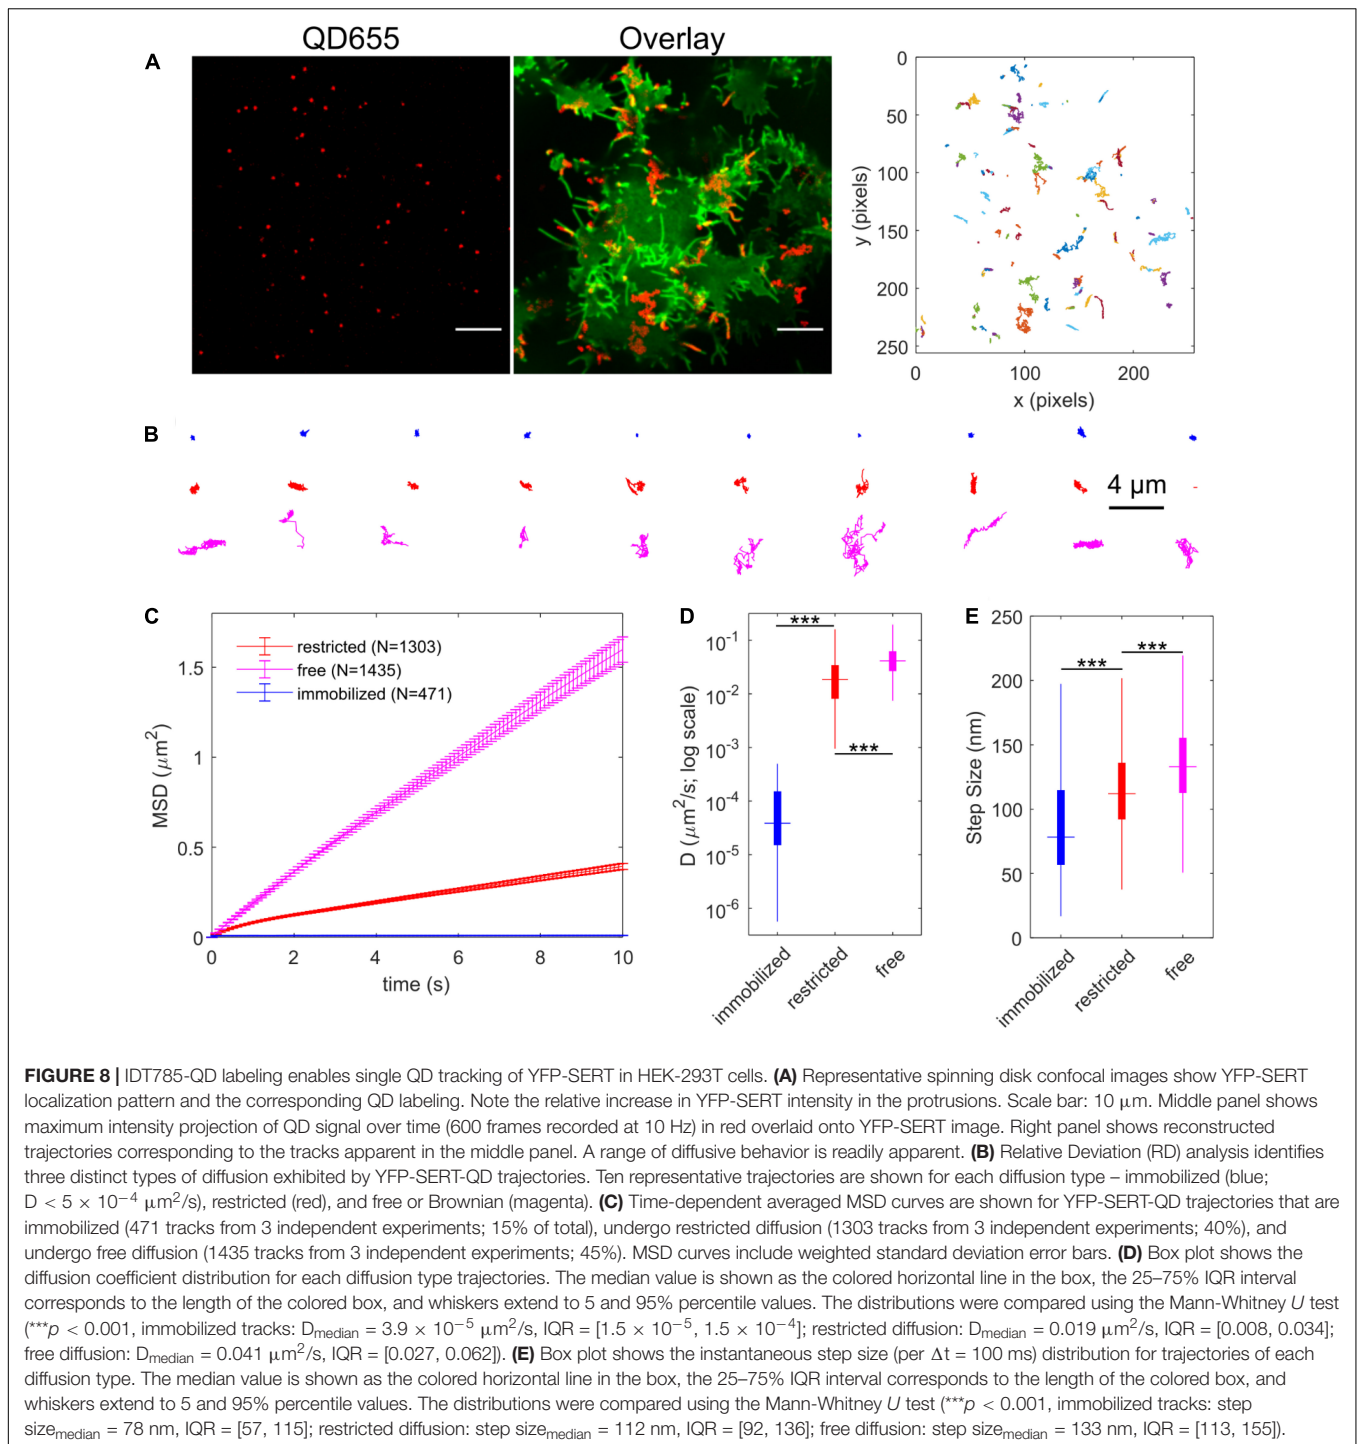 QD655
Overlay
A
0
50
100
150
200
250
y (pixels)
0
100
200
x (pixels)
B
4 μm
C
restricted (N=1303)
free (N=1435)
immobilized (N=471)
1.5
1
0.5
0
MSD (μm²)
0
2
4
6
8
10
time (s)
D
***
***
10⁻¹
10⁻²
10⁻³
10⁻⁴
10⁻⁵
10⁻⁶
D (μm²/s; log scale)
immobilized
restricted
free
E
***
***
250
200
150
100
50
0
Step Size (nm)
immobilized
restricted
free
FIGURE 8 | IDT785-QD labeling enables single QD tracking of YFP-SERT in HEK-293T cells. (A) Representative spinning disk confocal images show YFP-SERT
localization pattern and the corresponding QD labeling. Note the relative increase in YFP-SERT intensity in the protrusions. Scale bar: 10 μm. Middle panel shows
maximum intensity projection of QD signal over time (600 frames recorded at 10 Hz) in red overlaid onto YFP-SERT image. Right panel shows reconstructed
trajectories corresponding to the tracks apparent in the middle panel. A range of diffusive behavior is readily apparent. (B) Relative Deviation (RD) analysis identifies
three distinct types of diffusion exhibited by YFP-SERT-QD trajectories. Ten representative trajectories are shown for each diffusion type – immobilized (blue;
D < 5 × 10⁻⁴ μm²/s), restricted (red), and free or Brownian (magenta). (C) Time-dependent averaged MSD curves are shown for YFP-SERT-QD trajectories that are
immobilized (471 tracks from 3 independent experiments; 15% of total), undergo restricted diffusion (1303 tracks from 3 independent experiments; 40%), and
undergo free diffusion (1435 tracks from 3 independent experiments; 45%). MSD curves include weighted standard deviation error bars. (D) Box plot shows the
diffusion coefficient distribution for each diffusion type trajectories. The median value is shown as the colored horizontal line in the box, the 25–75% IQR interval
corresponds to the length of the colored box, and whiskers extend to 5 and 95% percentile values. The distributions were compared using the Mann-Whitney U test
(***p < 0.001, immobilized tracks: Dmedian = 3.9 × 10⁻⁵ μm²/s, IQR = [1.5 × 10⁻⁵, 1.5 × 10⁻⁴]; restricted diffusion: Dmedian = 0.019 μm²/s, IQR = [0.008, 0.034];
free diffusion: Dmedian = 0.041 μm²/s, IQR = [0.027, 0.062]). (E) Box plot shows the instantaneous step size (per Δt = 100 ms) distribution for trajectories of each
diffusion type. The median value is shown as the colored horizontal line in the box, the 25–75% IQR interval corresponds to the length of the colored box, and
whiskers extend to 5 and 95% percentile values. The distributions were compared using the Mann-Whitney U test (***p < 0.001, immobilized tracks: step
sizemedian = 78 nm, IQR = [57, 115]; restricted diffusion: step sizemedian = 112 nm, IQR = [92, 136]; free diffusion: step sizemedian = 133 nm, IQR = [113, 155]).